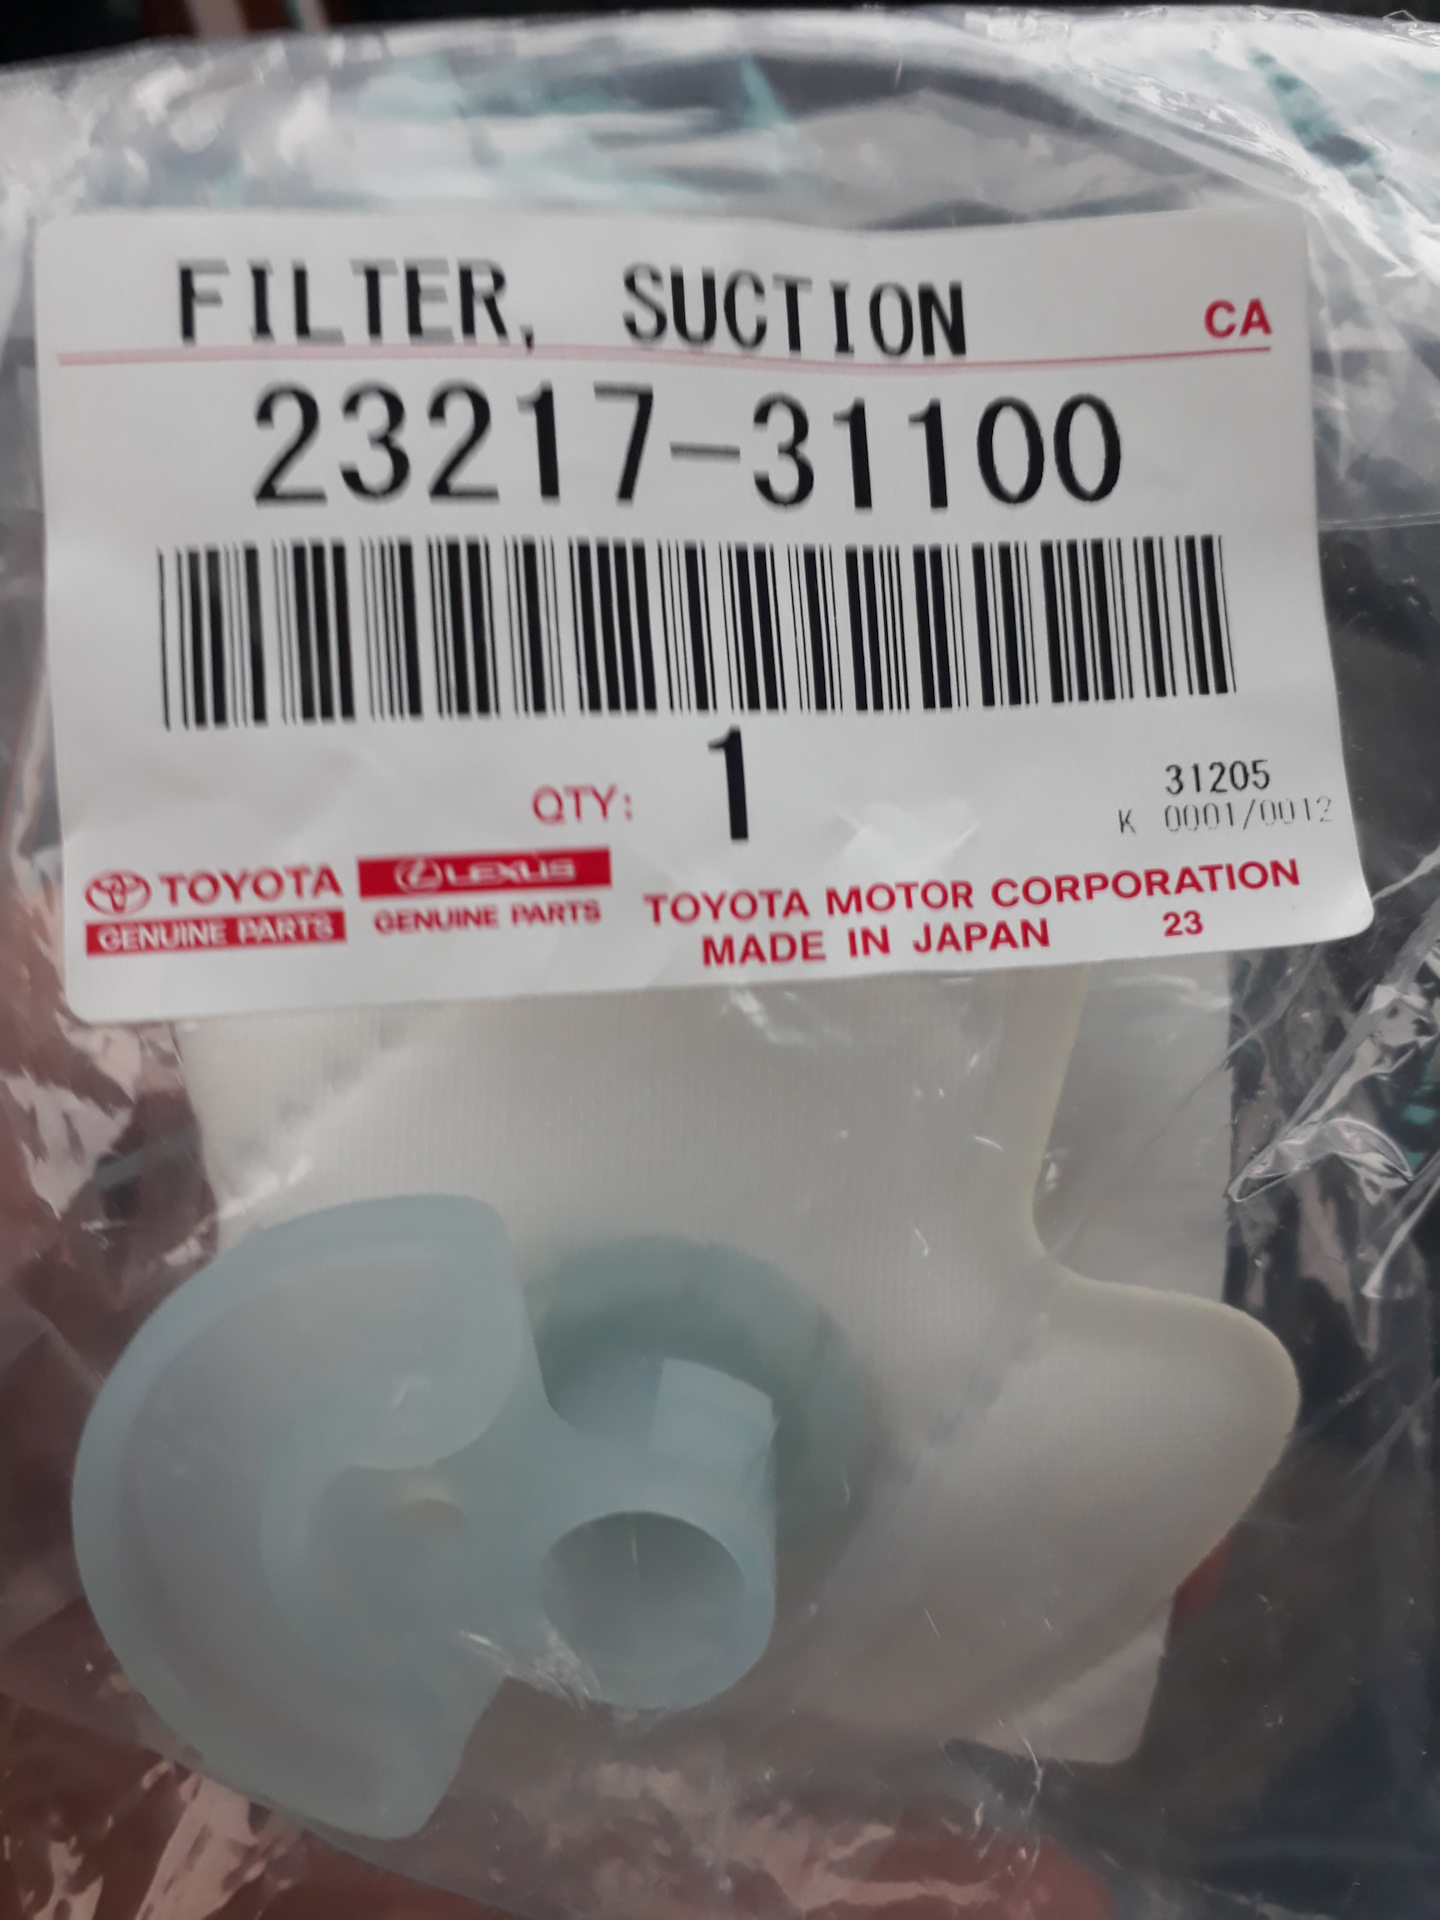 FILTER, SUCTION
CA
23217-31100
QTY: 1
31205
K 0001/0012
TOYOTA
GENUINE PARTS
LEXUS
GENUINE PARTS
TOYOTA MOTOR CORPORATION
MADE IN JAPAN 23